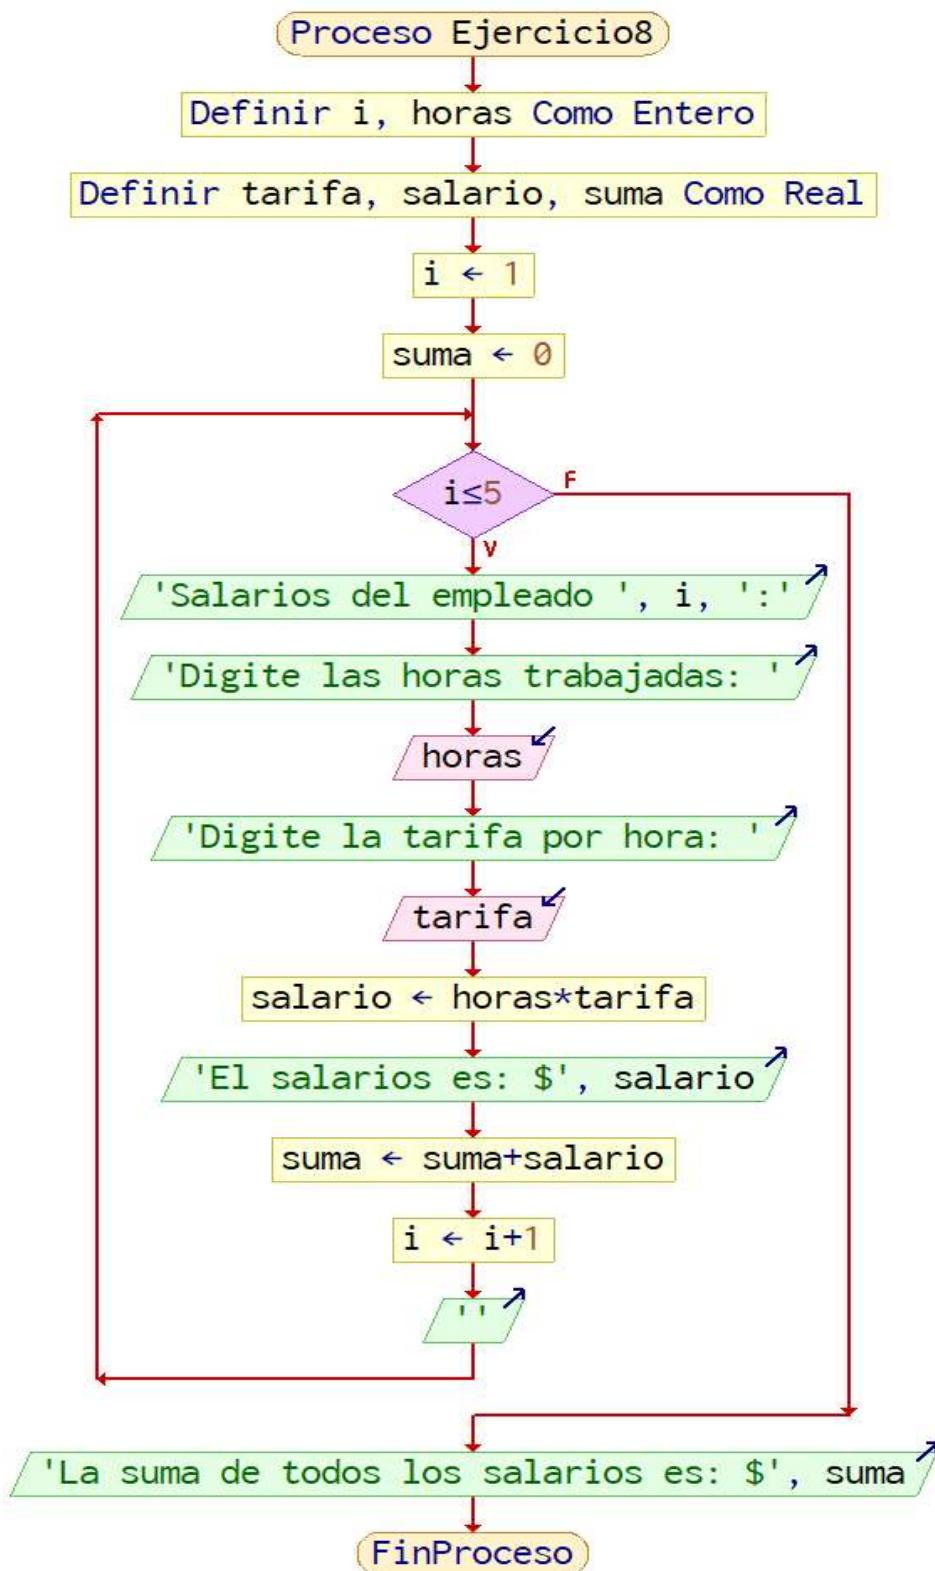 Proceso Ejercicio8
Definir i, horas Como Entero
Definir tarifa, salario, suma Como Real
i ← 1
suma ← 0
i≤5
F
V
'Salarios del empleado ', i, ':'
'Digite las horas trabajadas: '
horas
'Digite la tarifa por hora: '
tarifa
salario ← horas*tarifa
'El salarios es: $', salario
suma ← suma+salario
i ← i+1
''
'La suma de todos los salarios es: $', suma
FinProceso